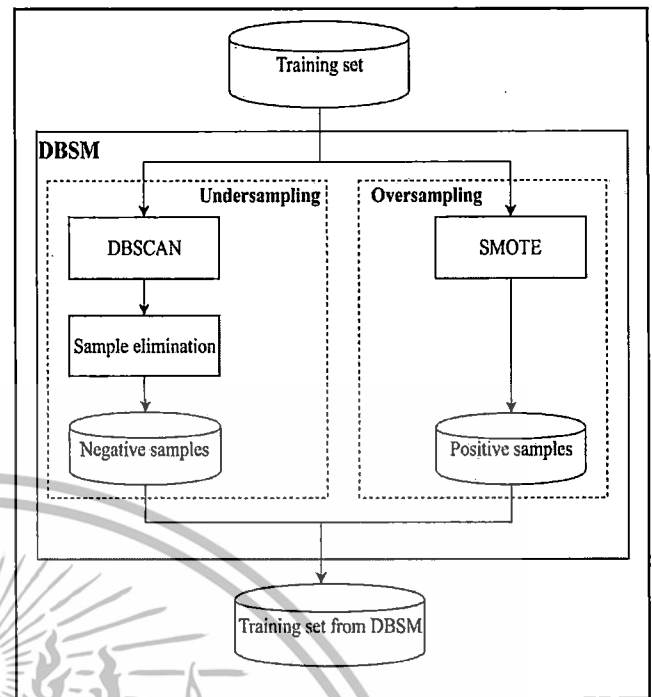 Training set
DBSM
Undersampling
Oversampling
DBSCAN
SMOTE
Sample elimination
Negative samples
Positive samples
Training set from DBSM